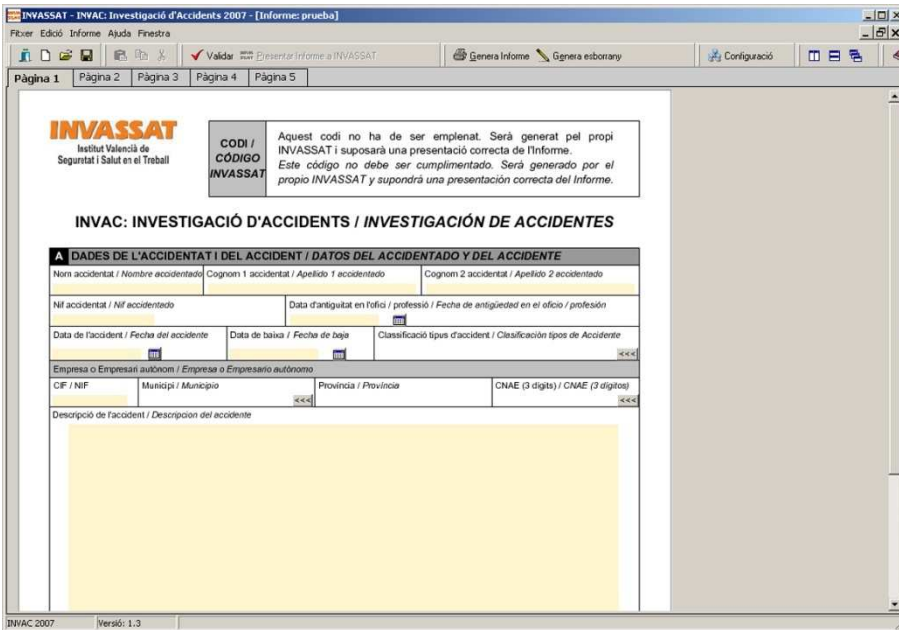 INVASSAT - INVAC: Investigació d'Accidents 2007 - [Informe: prueba]
Fitxer Edició Informe Ajuda Finestra
Validar Presentar Informe a INVASSAT Genera Informe Genera esborrany Configuració
Pàgina 1 Pàgina 2 Pàgina 3 Pàgina 4 Pàgina 5
INVASSAT
Institut Valencià de
Seguretat i Salut en el Treball
CODI /
CÓDIGO
INVASSAT
Aquest codi no ha de ser emplenat. Serà generat pel propi
INVASSAT i suposarà una presentació correcta de l'Informe.
Este código no debe ser cumplimentado. Será generado por el
propio INVASSAT y supondrá una presentación correcta del Informe.
INVAC: INVESTIGACIÓ D'ACCIDENTS / INVESTIGACIÓN DE ACCIDENTES
A DADES DE L'ACCIDENTAT I DEL ACCIDENT / DATOS DEL ACCIDENTADO Y DEL ACCIDENTE
Nom accidentat / Nombre accidentado Cognom 1 accidentat / Apellido 1 accidentado Cognom 2 accidentat / Apellido 2 accidentado
Nif accidentat / Nif accidentado Data d'antiguitat en l'ofici / professió / Fecha de antigüedad en el oficio / profesión
Data de l'accident / Fecha del accidente Data de baixa / Fecha de baja Classificació tipus d'accident / Clasificación tipos de Accidente
<<<
Empresa o Empresari autònom / Empresa o Empresario autónomo
CIF / NIF Municipi / Municipio Província / Provincia CNAE (3 dígits) / CNAE (3 dígitos)
<<< <<<
Descripció de l'accident / Descripcion del accidente
INVAC 2007 Versió: 1.3